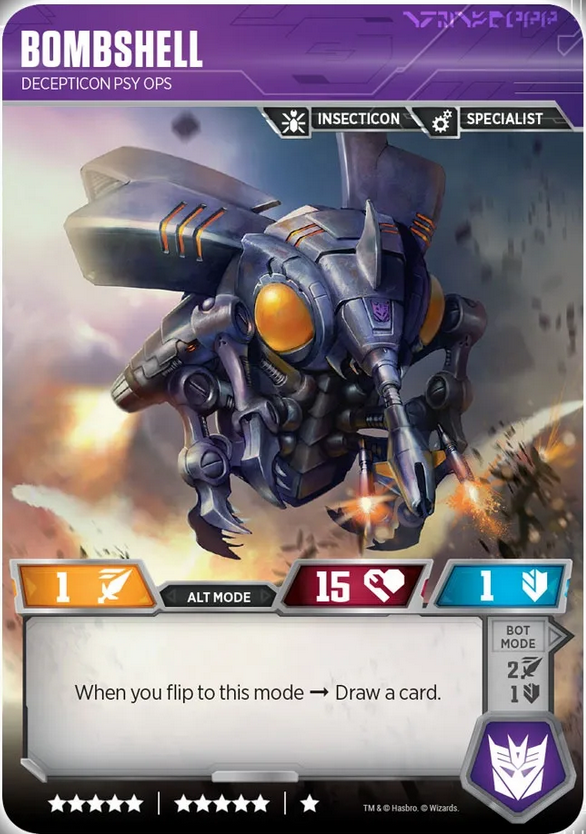 BOMBSHELL
DECEPTICON PSY OPS
INSECTICON SPECIALIST
1 ALT MODE 15 1
BOT
MODE
2
1
When you flip to this mode → Draw a card.
TM & © Hasbro. © Wizards.